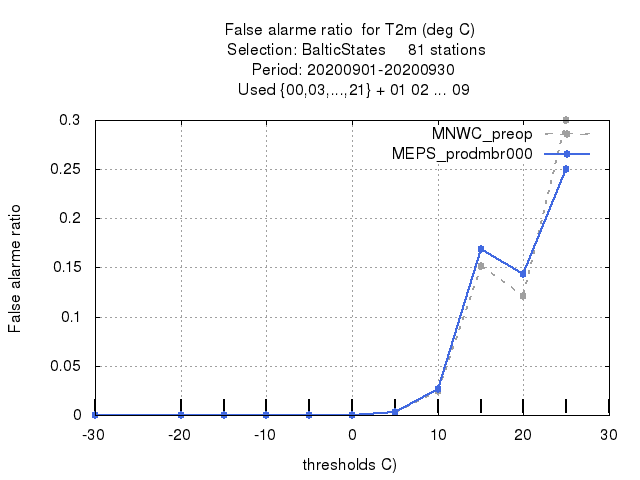 False alarme ratio  for T2m (deg C)
Selection: BalticStates     81 stations
Period: 20200901-20200930
Used {00,03,...,21} + 01 02 ... 09
MNWC_preop
MEPS_prodmbr000
0.3
0.25
0.2
0.15
0.1
0.05
0
False alarme ratio
-30
-20
-10
0
10
20
30
thresholds C)